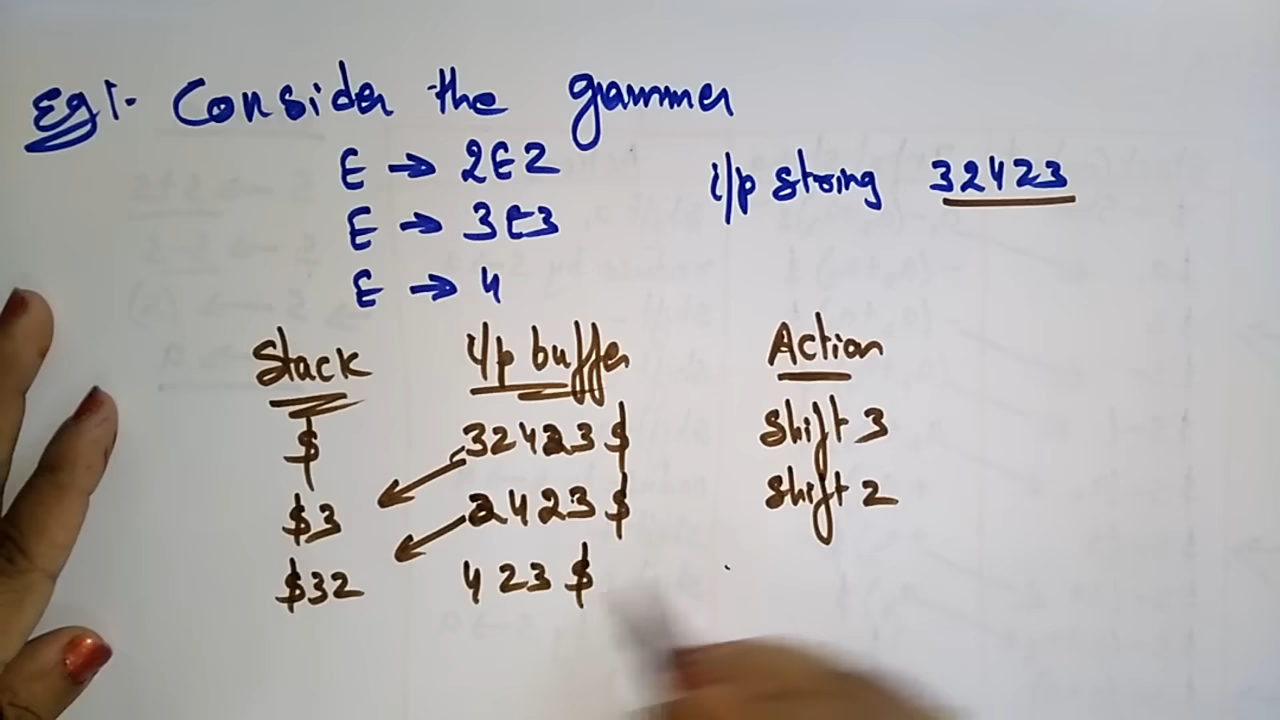 Eg1:- Consider the grammer
E → 2E2
i/p string 32423
E → 3E3
E → 4
Stack i/p buffer Action
$ 32423$ Shift 3
$3 2423$ Shift 2
$32 423$